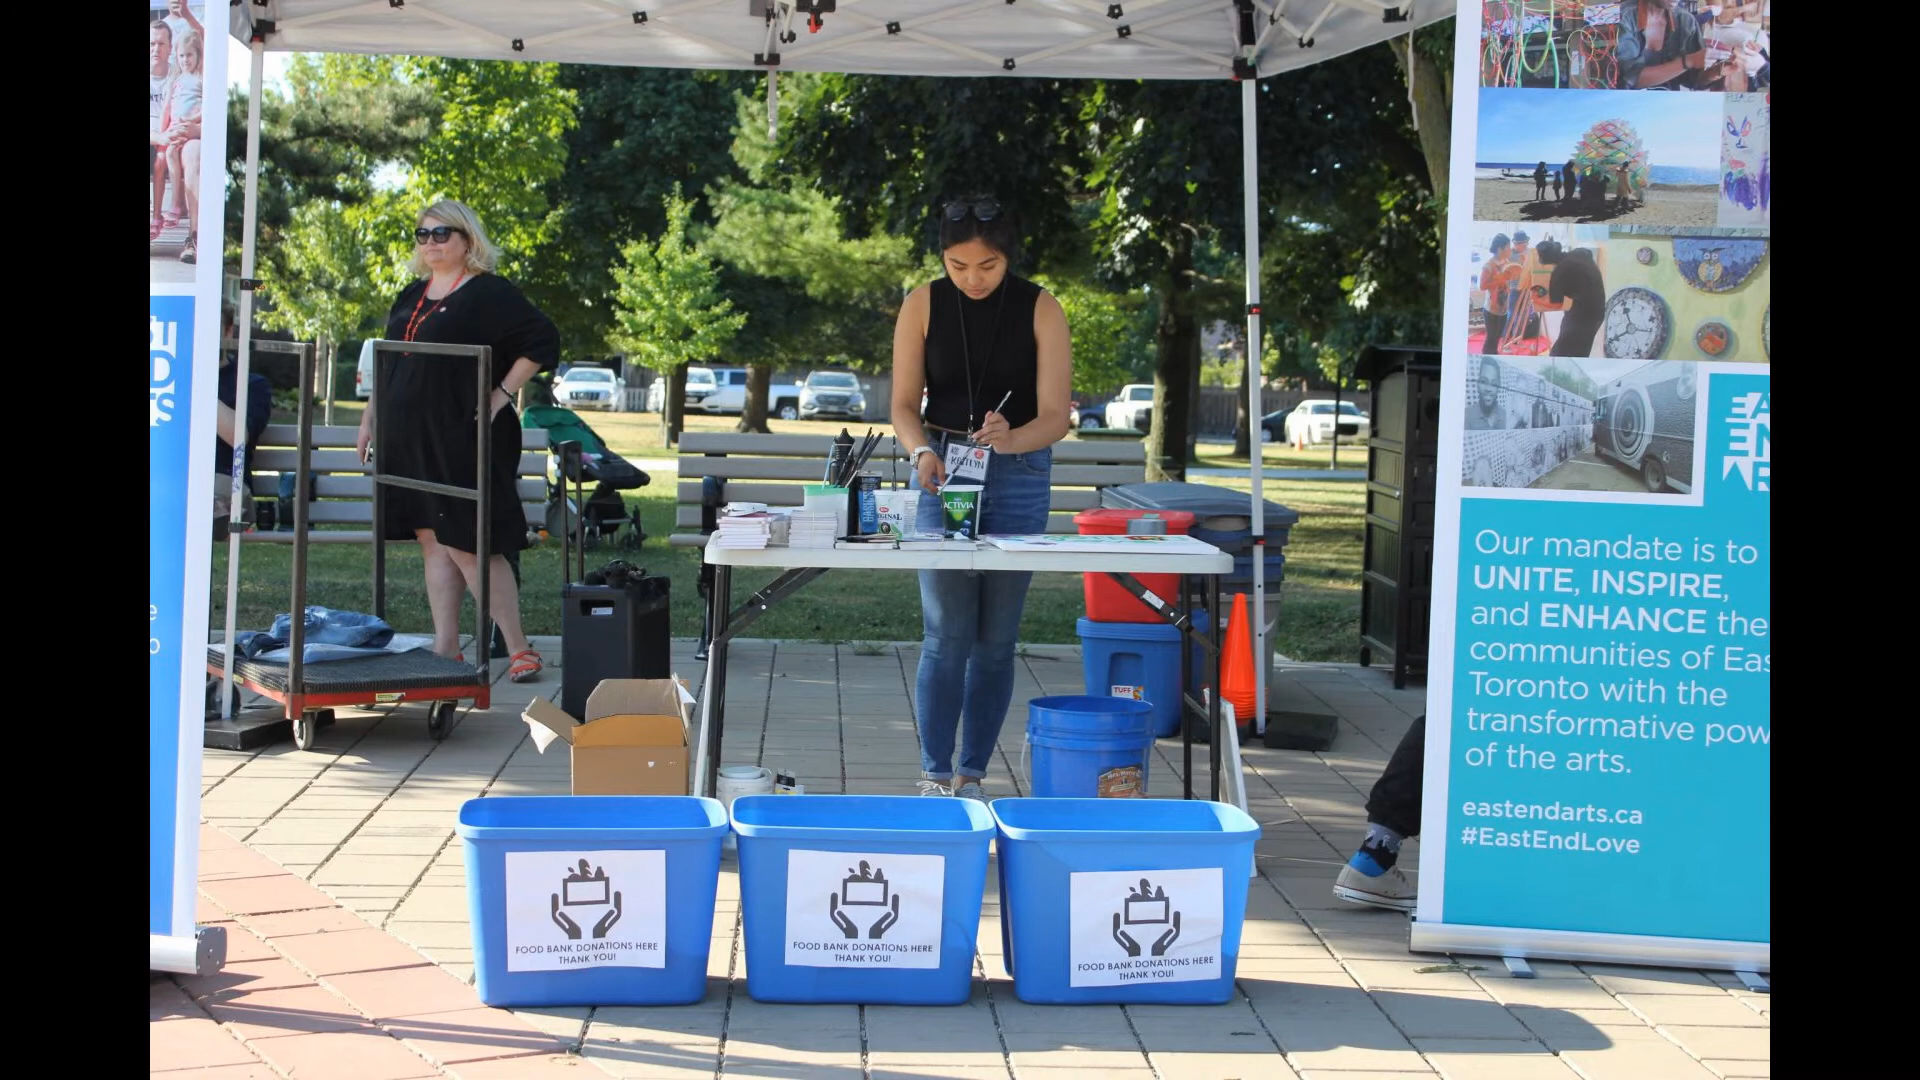 KAITLYN
ACTIVIA
TUFF
FOOD BANK DONATIONS HERE
THANK YOU!
FOOD BANK DONATIONS HERE
THANK YOU!
FOOD BANK DONATIONS HERE
THANK YOU!
Our mandate is to
UNITE, INSPIRE,
and ENHANCE the
communities of Eas
Toronto with the
transformative pow
of the arts.
eastendarts.ca
#EastEndLove